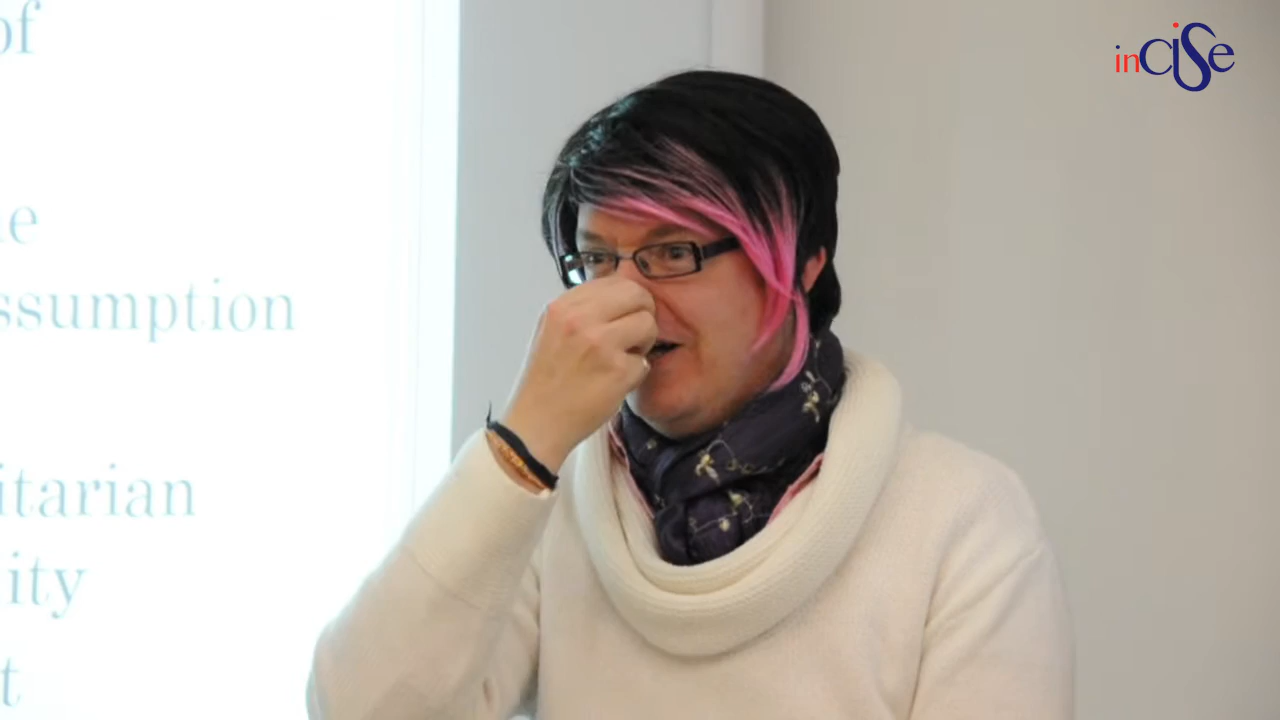 of
e
ssumption
itarian
ity
t
inCiSe